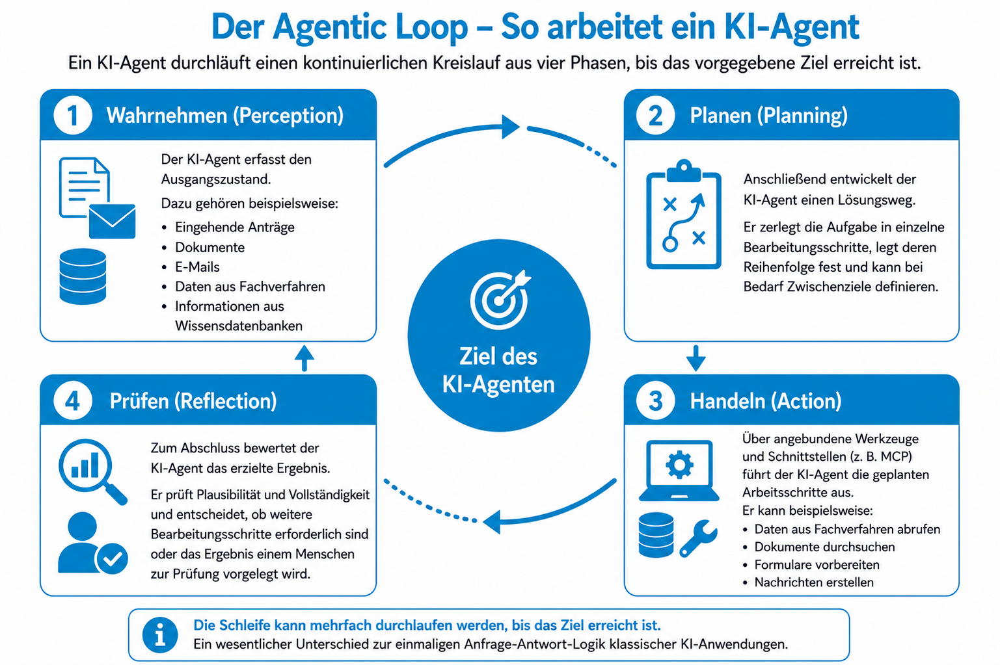 Der Agentic Loop – So arbeitet ein KI-Agent
Ein KI-Agent durchläuft einen kontinuierlichen Kreislauf aus vier Phasen, bis das vorgegebene Ziel erreicht ist.
1 Wahrnehmen (Perception)
Der KI-Agent erfasst den
Ausgangszustand.
Dazu gehören beispielsweise:
• Eingehende Anträge
• Dokumente
• E-Mails
• Daten aus Fachverfahren
• Informationen aus
Wissensdatenbanken
2 Planen (Planning)
Anschließend entwickelt der
KI-Agent einen Lösungsweg.
Er zerlegt die Aufgabe in einzelne
Bearbeitungsschritte, legt deren
Reihenfolge fest und kann bei
Bedarf Zwischenziele definieren.
Ziel des
KI-Agenten
3 Handeln (Action)
Über angebundene Werkzeuge
und Schnittstellen (z. B. MCP)
führt der KI-Agent die geplanten
Arbeitsschritte aus.
Er kann beispielsweise:
• Daten aus Fachverfahren abrufen
• Dokumente durchsuchen
• Formulare vorbereiten
• Nachrichten erstellen
4 Prüfen (Reflection)
Zum Abschluss bewertet der
KI-Agent das erzielte Ergebnis.
Er prüft Plausibilität und Vollständigkeit
und entscheidet, ob weitere
Bearbeitungsschritte erforderlich sind
oder das Ergebnis einem Menschen
zur Prüfung vorgelegt wird.
i
Die Schleife kann mehrfach durchlaufen werden, bis das Ziel erreicht ist.
Ein wesentlicher Unterschied zur einmaligen Anfrage-Antwort-Logik klassischer KI-Anwendungen.